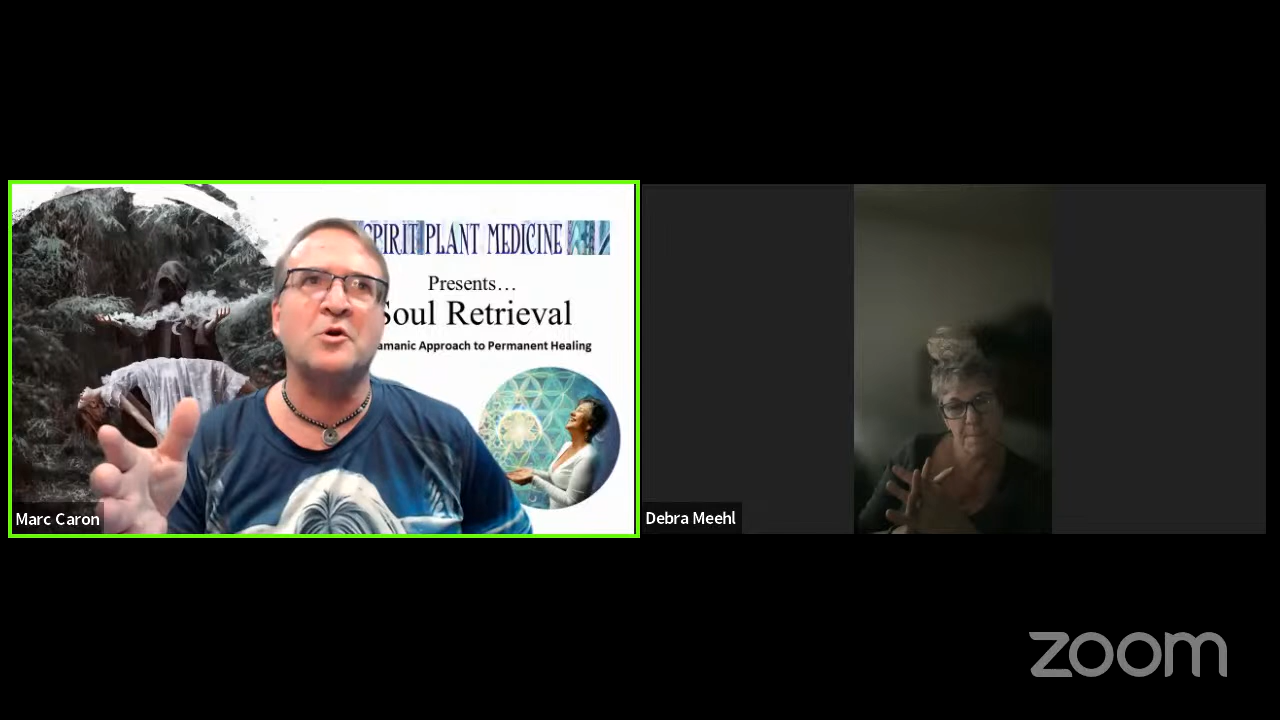 SPIRIT PLANT MEDICINE
Presents…
Soul Retrieval
amanic Approach to Permanent Healing
Marc Caron
Debra Meehl
zoom